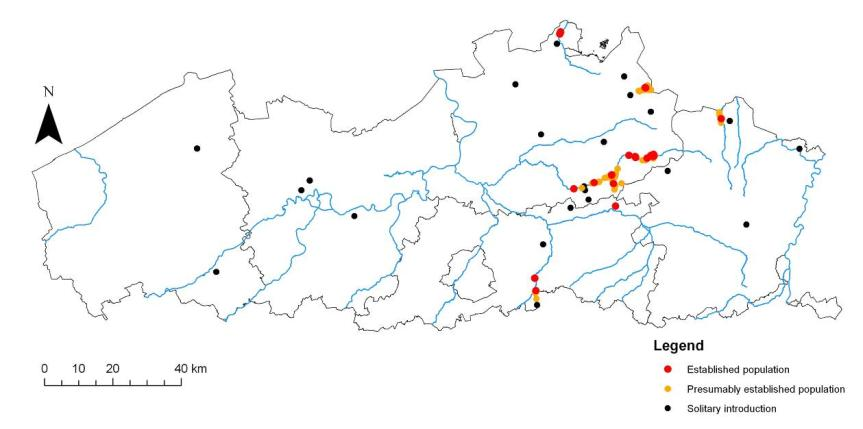 N
0 10 20 40 km
Legend
Established population
Presumably established population
Solitary introduction